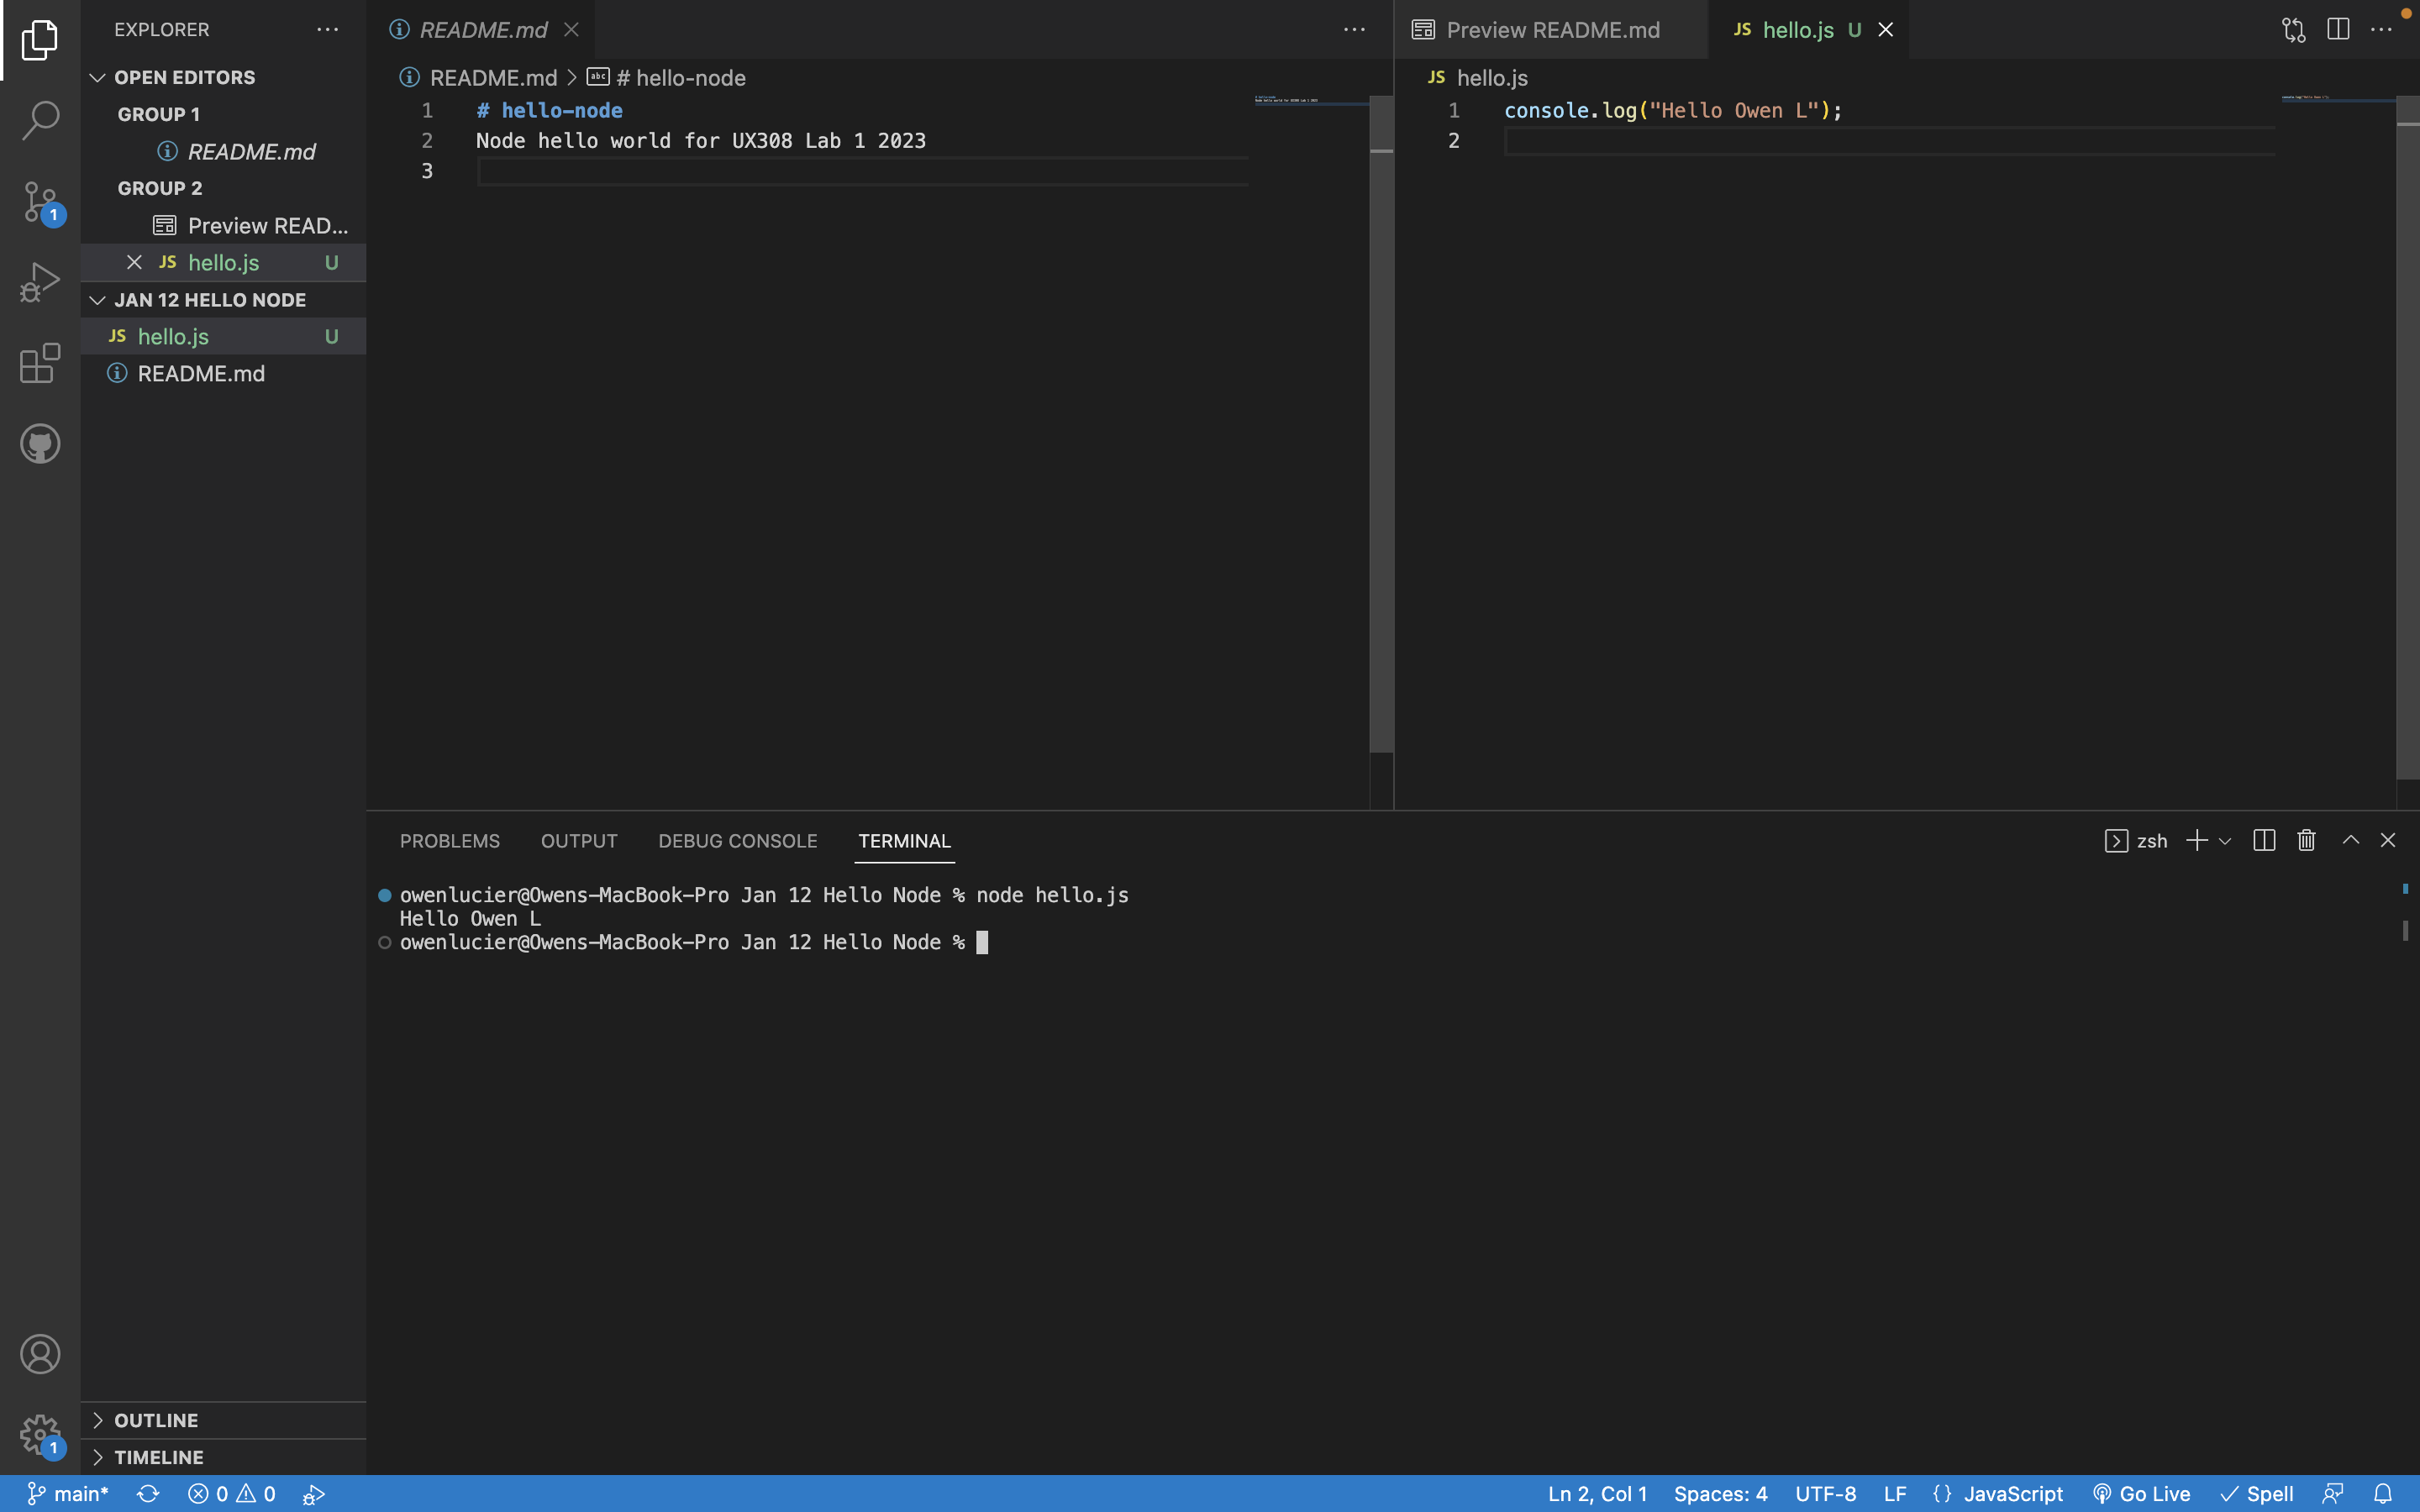 EXPLORER
OPEN EDITORS
GROUP 1
README.md
GROUP 2
Preview READ...
JS hello.js U
JAN 12 HELLO NODE
JS hello.js U
README.md
OUTLINE
TIMELINE
1
1
README.md
README.md > # hello-node
1 # hello-node
2 Node hello world for UX308 Lab 1 2023
3
Preview README.md
JS hello.js U
JS hello.js
1 console.log("Hello Owen L");
2
PROBLEMS OUTPUT DEBUG CONSOLE TERMINAL
zsh
owenlucier@Owens-MacBook-Pro Jan 12 Hello Node % node hello.js
Hello Owen L
owenlucier@Owens-MacBook-Pro Jan 12 Hello Node %
main* 0 0
Ln 2, Col 1 Spaces: 4 UTF-8 LF {} JavaScript Go Live Spell